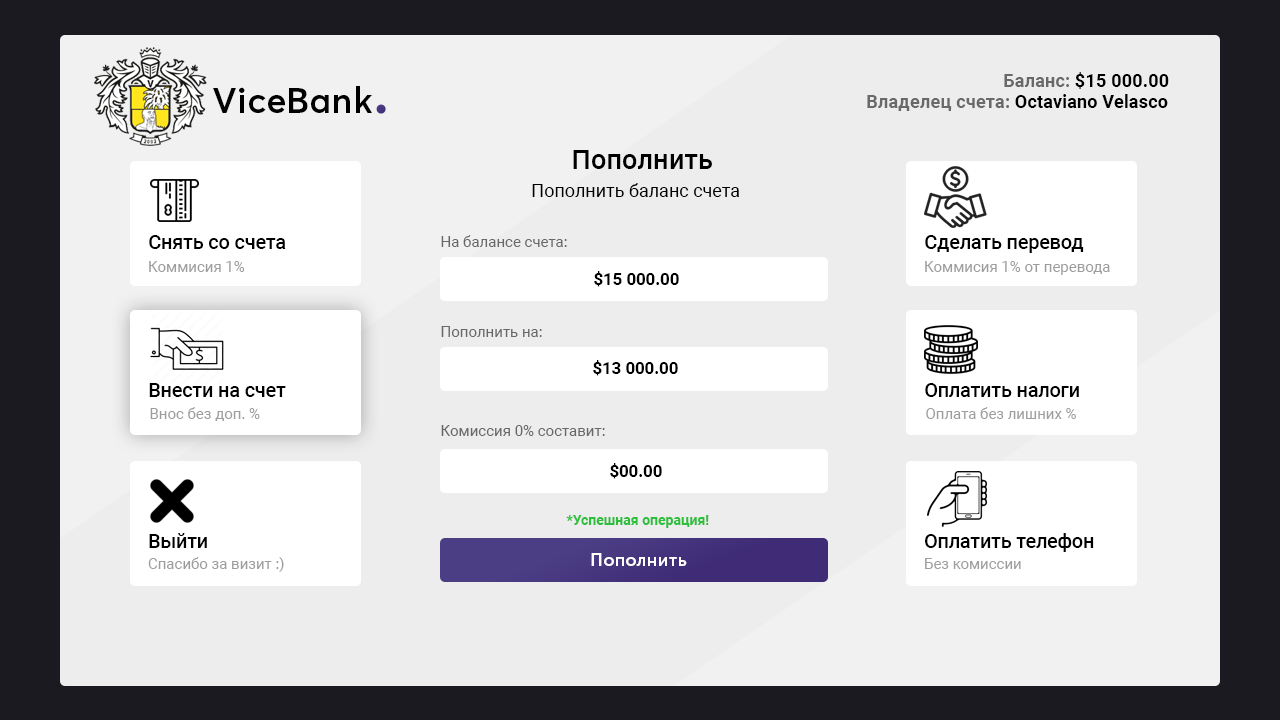 ViceBank.
Баланс: $15 000.00
Владелец счета: Octaviano Velasco
Снять со счета
Коммисия 1%
Внести на счет
Внос без доп. %
Выйти
Спасибо за визит :)
Пополнить
Пополнить баланс счета
На балансе счета:
$15 000.00
Пополнить на:
$13 000.00
Комиссия 0% составит:
$00.00
*Успешная операция!
Пополнить
Сделать перевод
Коммисия 1% от перевода
Оплатить налоги
Оплата без лишних %
Оплатить телефон
Без комиссии